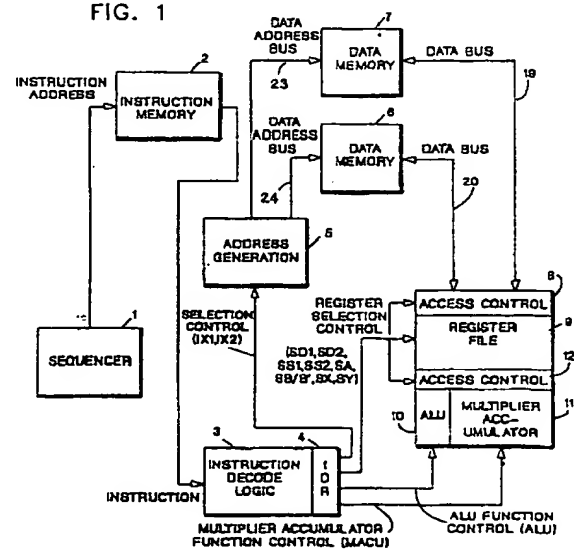 FIG. 1
DATA
ADDRESS
BUS
7
DATA
MEMORY
DATA BUS
23
19
2
INSTRUCTION
ADDRESS
INSTRUCTION
MEMORY
DATA
ADDRESS
BUS
6
DATA
MEMORY
DATA BUS
24
20
ADDRESS
GENERATION
5
SELECTION
CONTROL
(IX1,IX2)
REGISTER
SELECTION
CONTROL
(SD1,SD2,
SS1,SS2,SA,
SB/B',SX,SY)
ACCESS CONTROL
8
REGISTER
FILE
9
ACCESS CONTROL
12
10
ALU
MULTIPLIER
ACC-
UMULATOR
11
1
SEQUENCER
3
4
INSTRUCTION
DECODE
LOGIC
IDR
INSTRUCTION
ALU FUNCTION
CONTROL (ALU)
MULTIPLIER ACCUMULATOR
FUNCTION CONTROL (MACU)